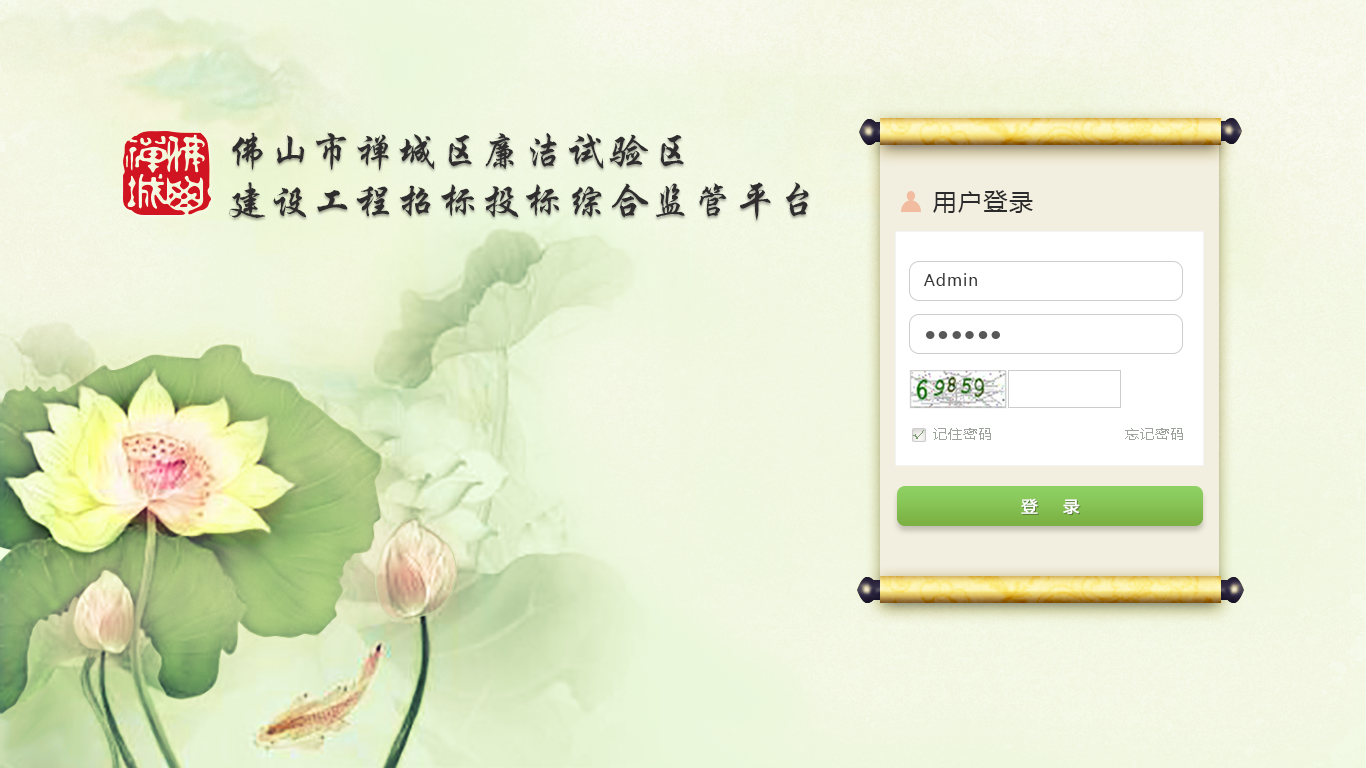 佛山市禅城区廉洁试验区
建设工程招标投标综合监管平台
佛山
禅城
用户登录
Admin
●●●●●●
69859
记住密码
忘记密码
登 录